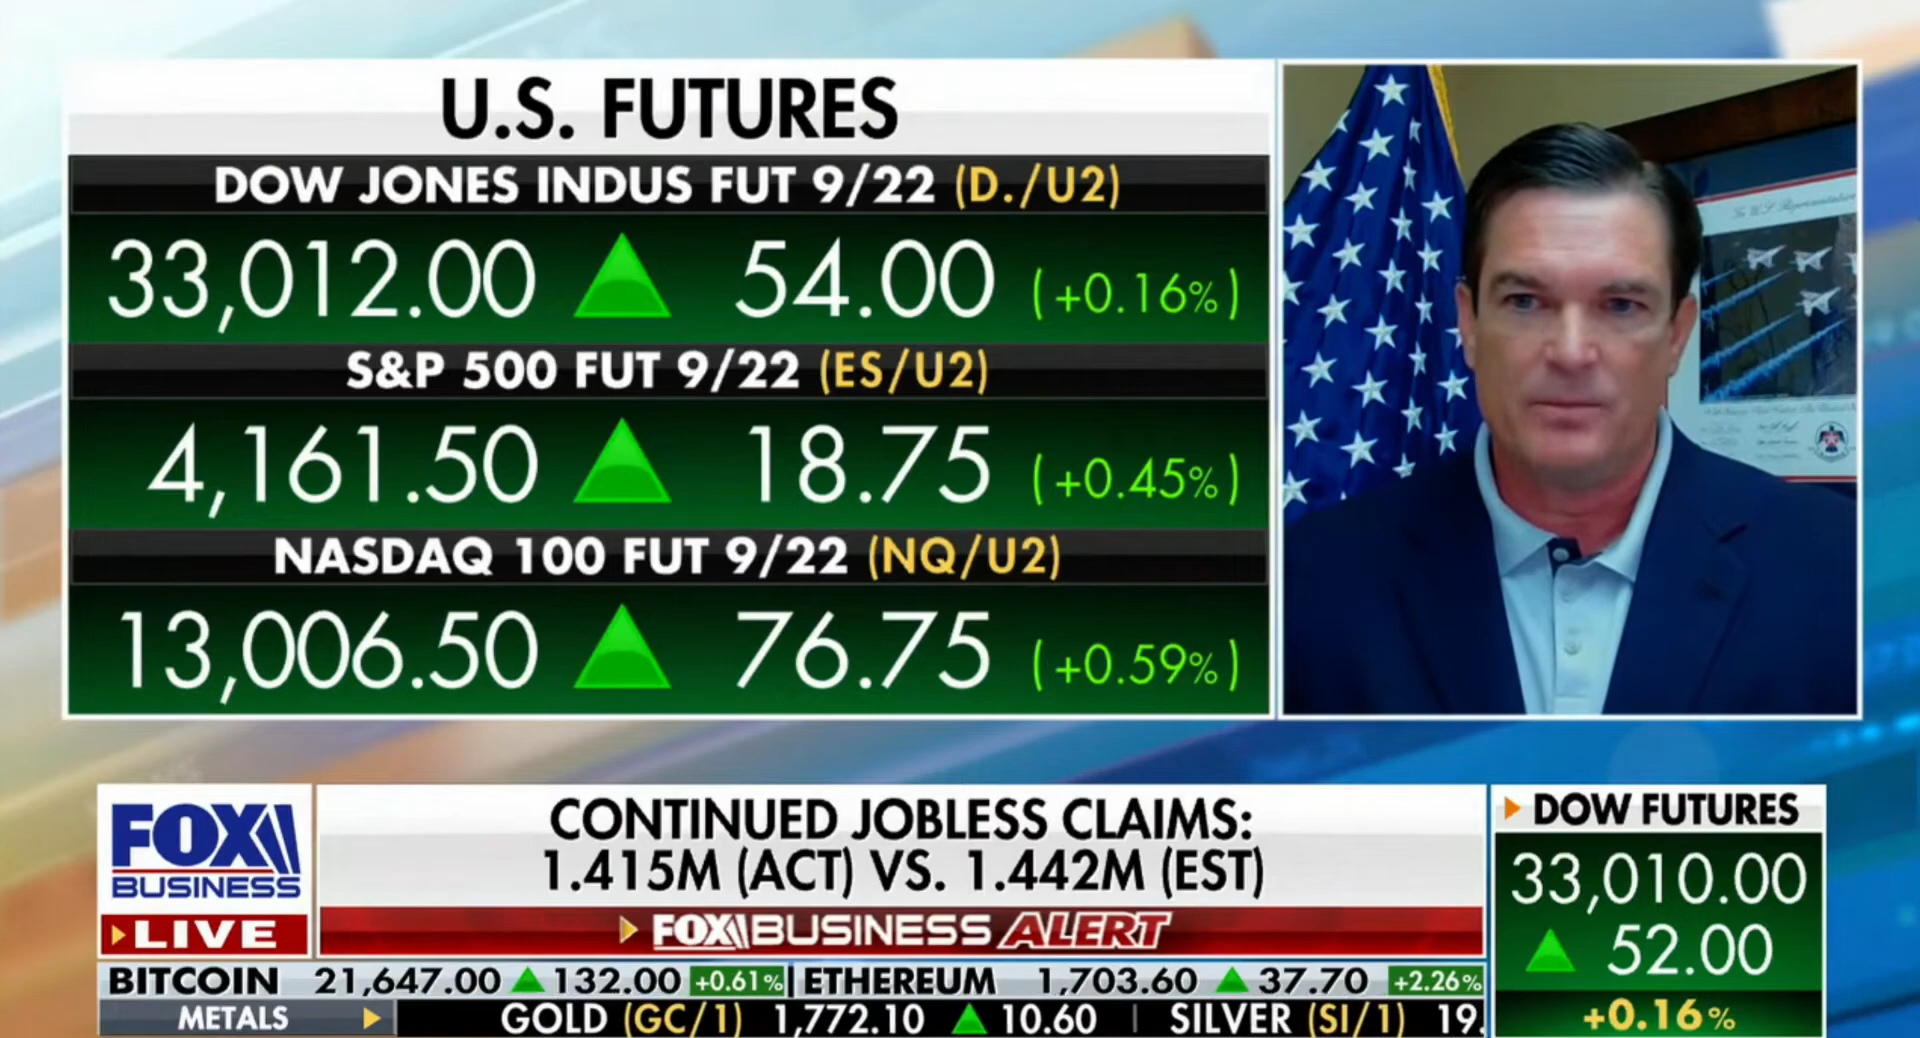 U.S. FUTURES
DOW JONES INDUS FUT 9/22 (D./U2)
33,012.00 ▲ 54.00 (+0.16%)
S&P 500 FUT 9/22 (ES/U2)
4,161.50 ▲ 18.75 (+0.45%)
NASDAQ 100 FUT 9/22 (NQ/U2)
13,006.50 ▲ 76.75 (+0.59%)
FOX
BUSINESS
LIVE
CONTINUED JOBLESS CLAIMS:
1.415M (ACT) VS. 1.442M (EST)
FOX BUSINESS ALERT
DOW FUTURES
33,010.00
▲ 52.00
+0.16%
BITCOIN 21,647.00 ▲ 132.00 +0.61% | ETHEREUM 1,703.60 ▲ 37.70 +2.26%
METALS GOLD (GC/1) 1,772.10 ▲ 10.60 | SILVER (SI/1) 19.